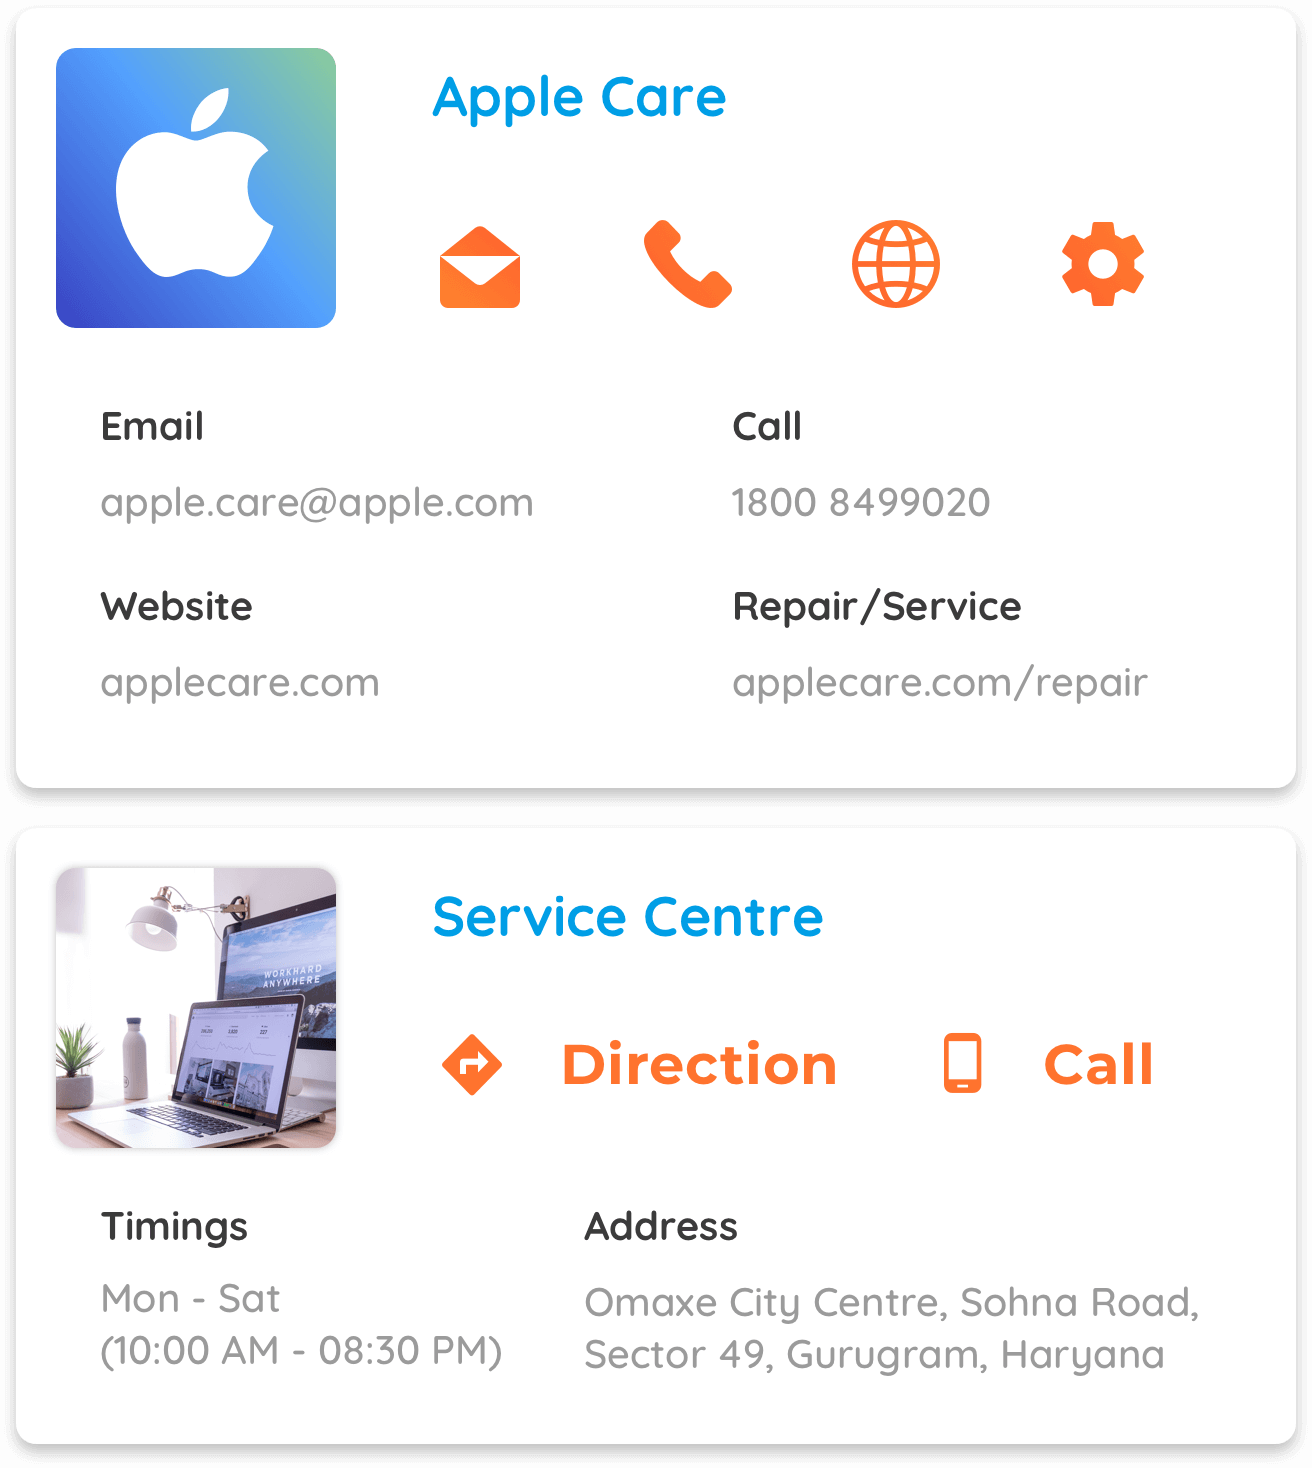 Apple Care
Email
apple.care@apple.com
Call
1800 8499020
Website
applecare.com
Repair/Service
applecare.com/repair
Service Centre
WORKHARD
ANYWHERE
Direction
Call
Timings
Mon - Sat
(10:00 AM - 08:30 PM)
Address
Omaxe City Centre, Sohna Road,
Sector 49, Gurugram, Haryana